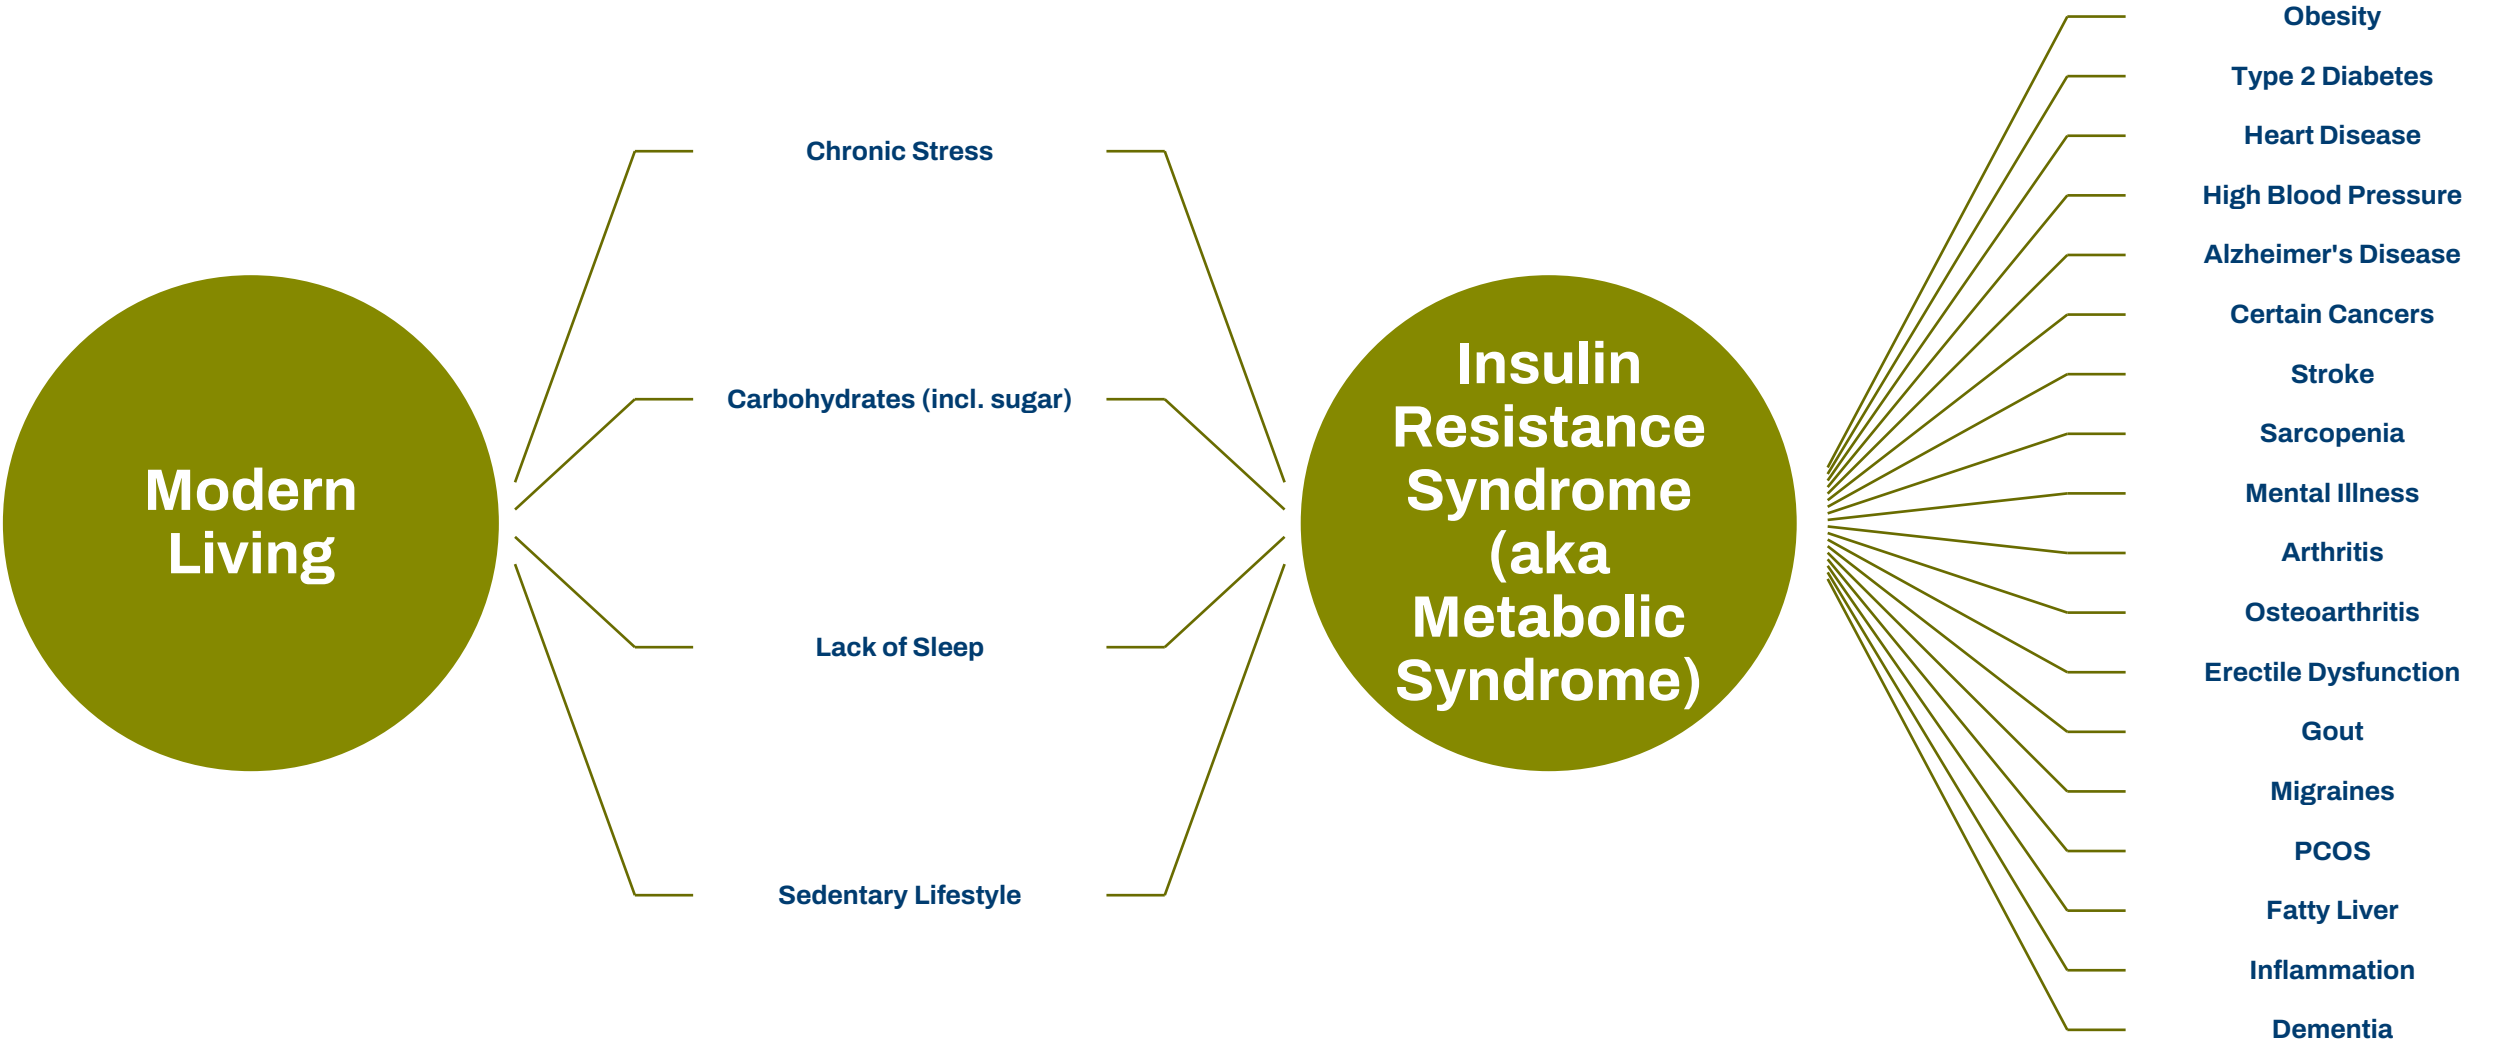 Modern
Living
Chronic Stress
Carbohydrates (incl. sugar)
Lack of Sleep
Sedentary Lifestyle
Insulin
Resistance
Syndrome
(aka
Metabolic
Syndrome)
Obesity
Type 2 Diabetes
Heart Disease
High Blood Pressure
Alzheimer's Disease
Certain Cancers
Stroke
Sarcopenia
Mental Illness
Arthritis
Osteoarthritis
Erectile Dysfunction
Gout
Migraines
PCOS
Fatty Liver
Inflammation
Dementia